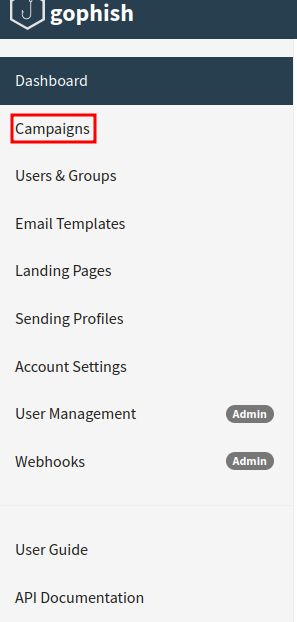 gophish
Dashboard
Campaigns
Users & Groups
Email Templates
Landing Pages
Sending Profiles
Account Settings
User Management Admin
Webhooks Admin
User Guide
API Documentation